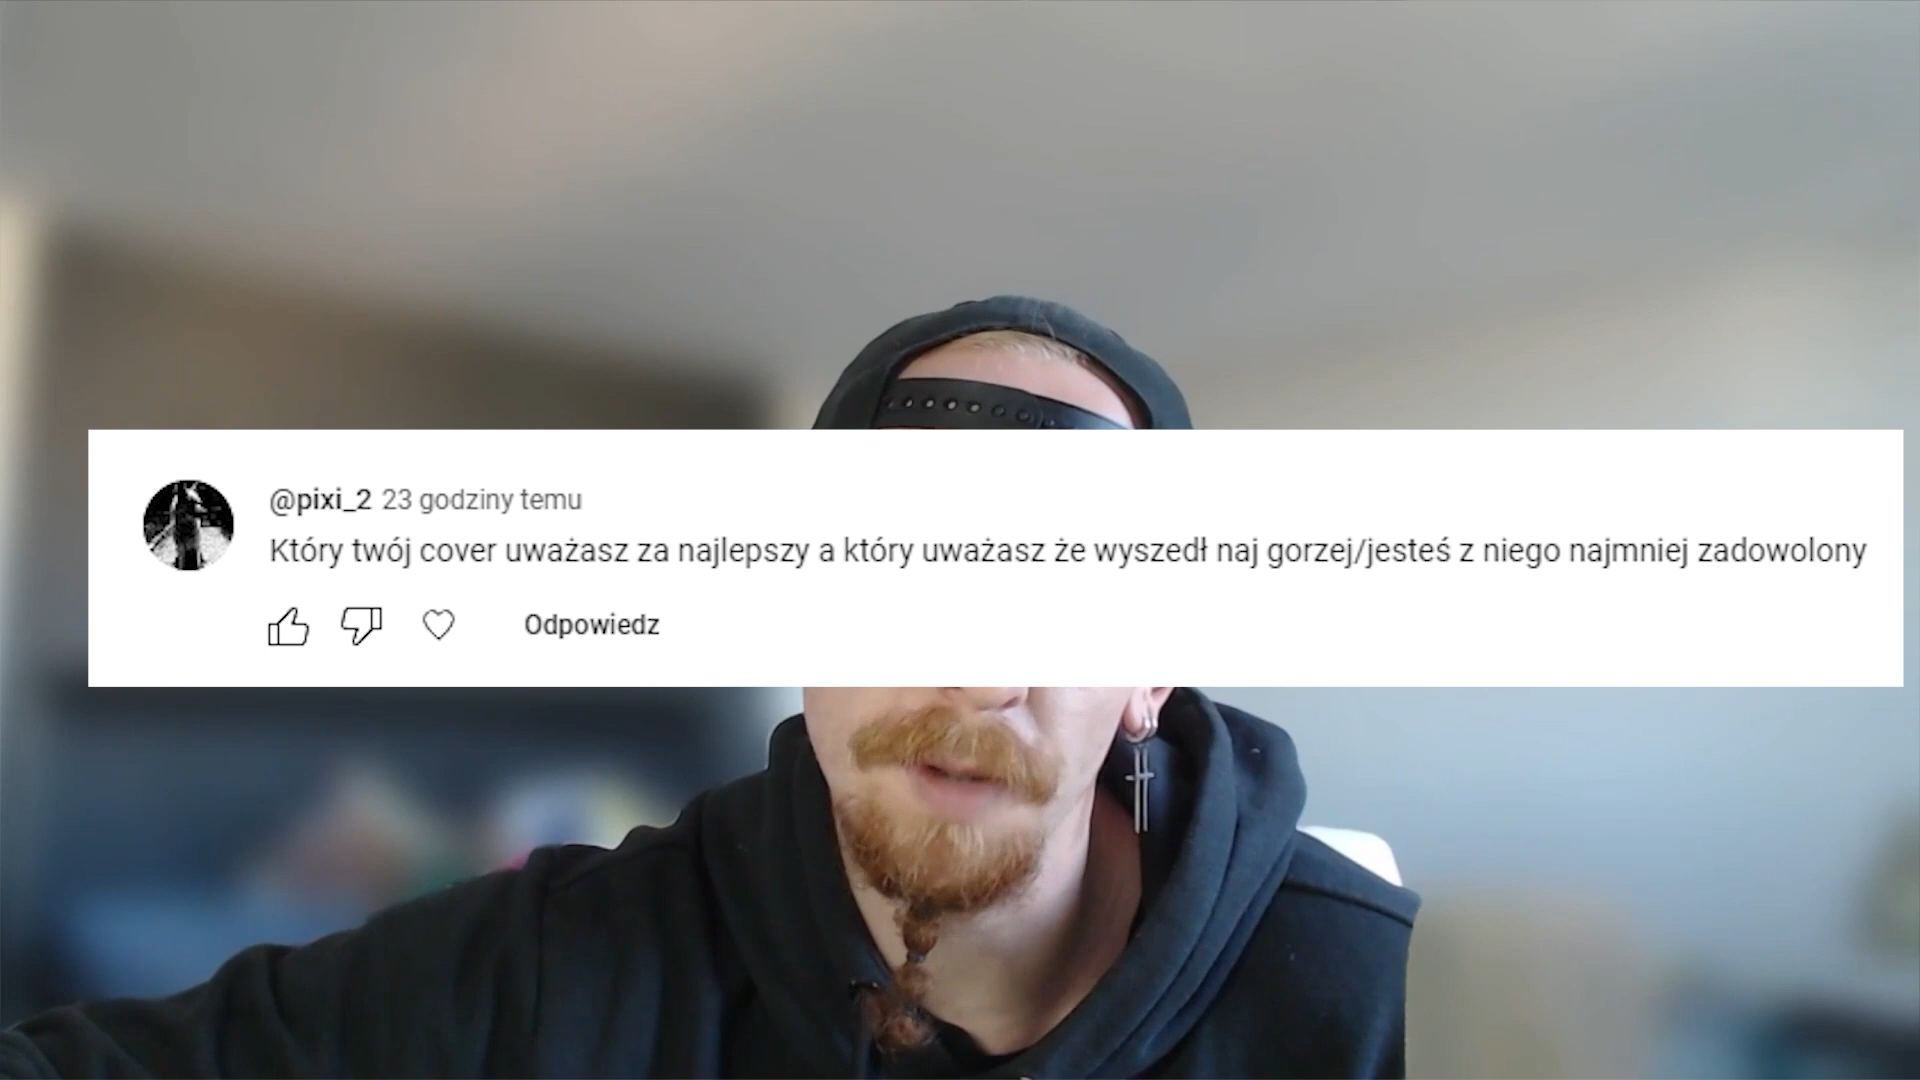 @pixi_2 23 godziny temu
Który twój cover uważasz za najlepszy a który uważasz że wyszedł naj gorzej/jesteś z niego najmniej zadowolony
Odpowiedz